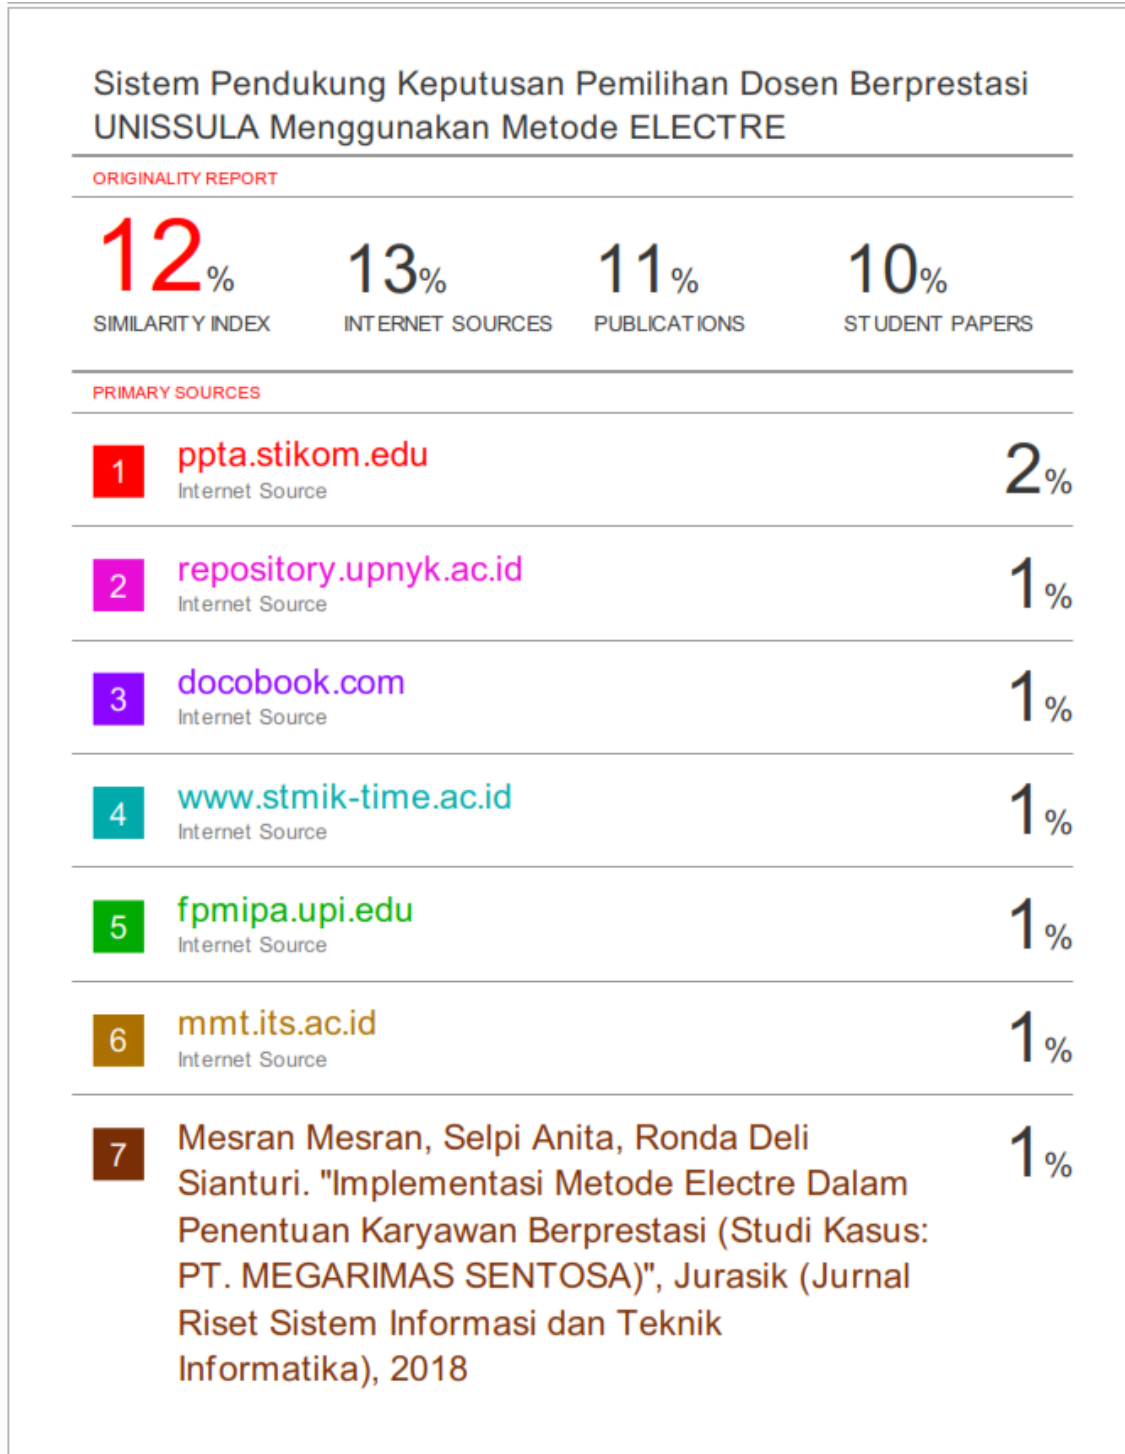 Sistem Pendukung Keputusan Pemilihan Dosen Berprestasi
UNISSULA Menggunakan Metode ELECTRE
ORIGINALITY REPORT
12%
13%
11%
10%
SIMILARITY INDEX
INTERNET SOURCES
PUBLICATIONS
STUDENT PAPERS
PRIMARY SOURCES
1
ppta.stikom.edu
Internet Source
2%
2
repository.upnyk.ac.id
Internet Source
1%
3
docobook.com
Internet Source
1%
4
www.stmik-time.ac.id
Internet Source
1%
5
fpmipa.upi.edu
Internet Source
1%
6
mmt.its.ac.id
Internet Source
1%
7
Mesran Mesran, Selpi Anita, Ronda Deli
Sianturi. "Implementasi Metode Electre Dalam
Penentuan Karyawan Berprestasi (Studi Kasus:
PT. MEGARIMAS SENTOSA)", Jurasik (Jurnal
Riset Sistem Informasi dan Teknik
Informatika), 2018
1%